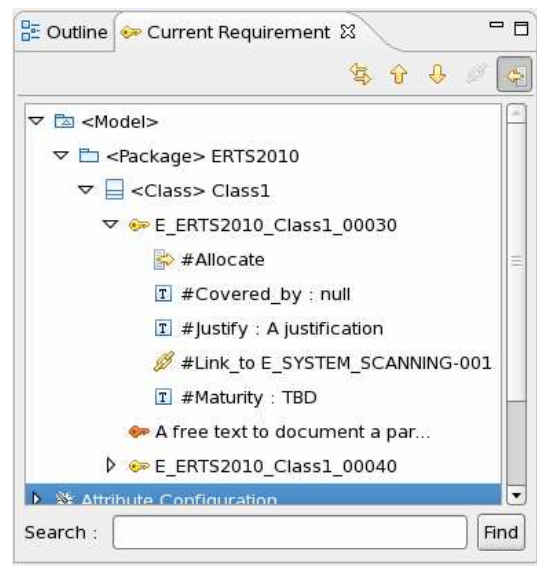 Outline Current Requirement
<Model>
<Package> ERTS2010
<Class> Class1
E_ERTS2010_Class1_00030
#Allocate
#Covered_by : null
#Justify : A justification
#Link_to E_SYSTEM_SCANNING-001
#Maturity : TBD
A free text to document a par...
E_ERTS2010_Class1_00040
Attribute Configuration
Search : Find